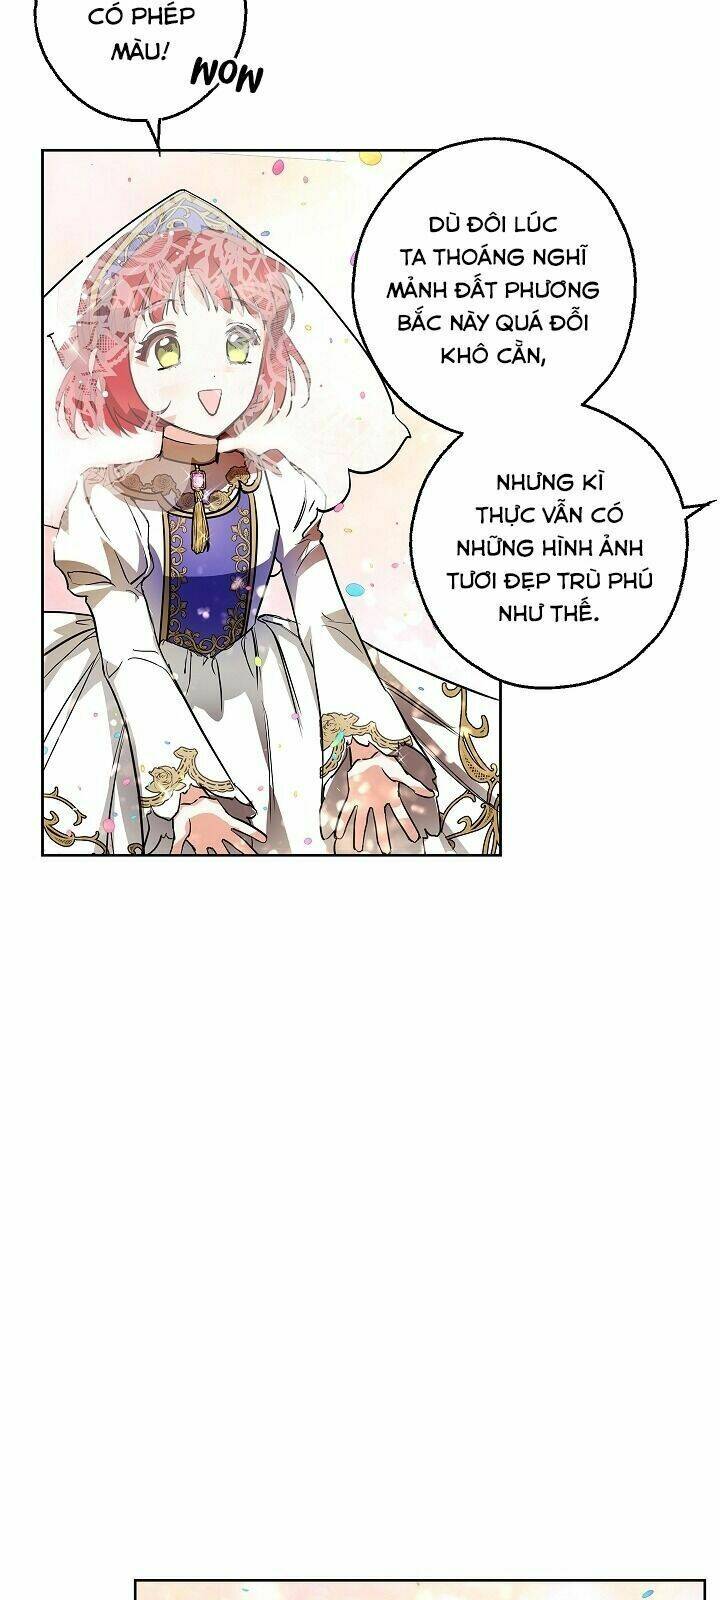 CÓ PHÉP
MÀU!
WOW
DÙ ĐÔI LÚC
TA THOÁNG NGHĨ
MẢNH ĐẤT PHƯƠNG
BẮC NÀY QUÁ ĐỖI
KHÔ CẰN,
NHƯNG KÌ
THỰC VẪN CÓ
NHỮNG HÌNH ẢNH
TƯƠI ĐẸP TRÙ PHÚ
NHƯ THẾ.